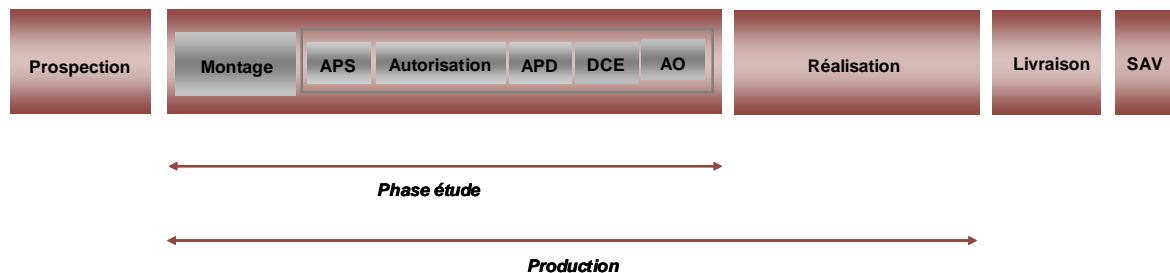 Prospection
Montage
APS
Autorisation
APD
DCE
AO
Réalisation
Livraison
SAV
Phase étude
Production